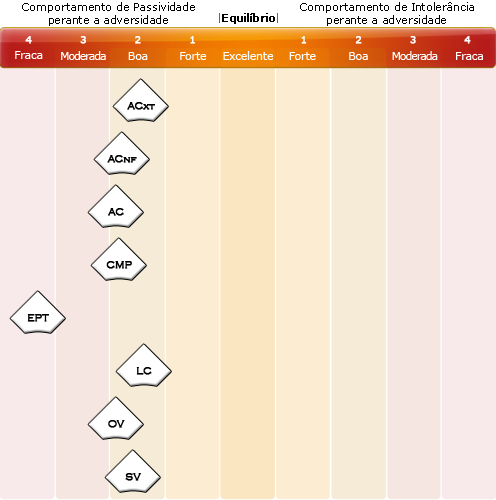 Comportamento de Passividade
perante a adversidade
|Equilíbrio|
Comportamento de Intolerância
perante a adversidade
4 3 2 1 1 2 3 4
Fraca Moderada Boa Forte Excelente Forte Boa Moderada Fraca
ACXT
ACNF
AC
CMP
EPT
LC
OV
SV